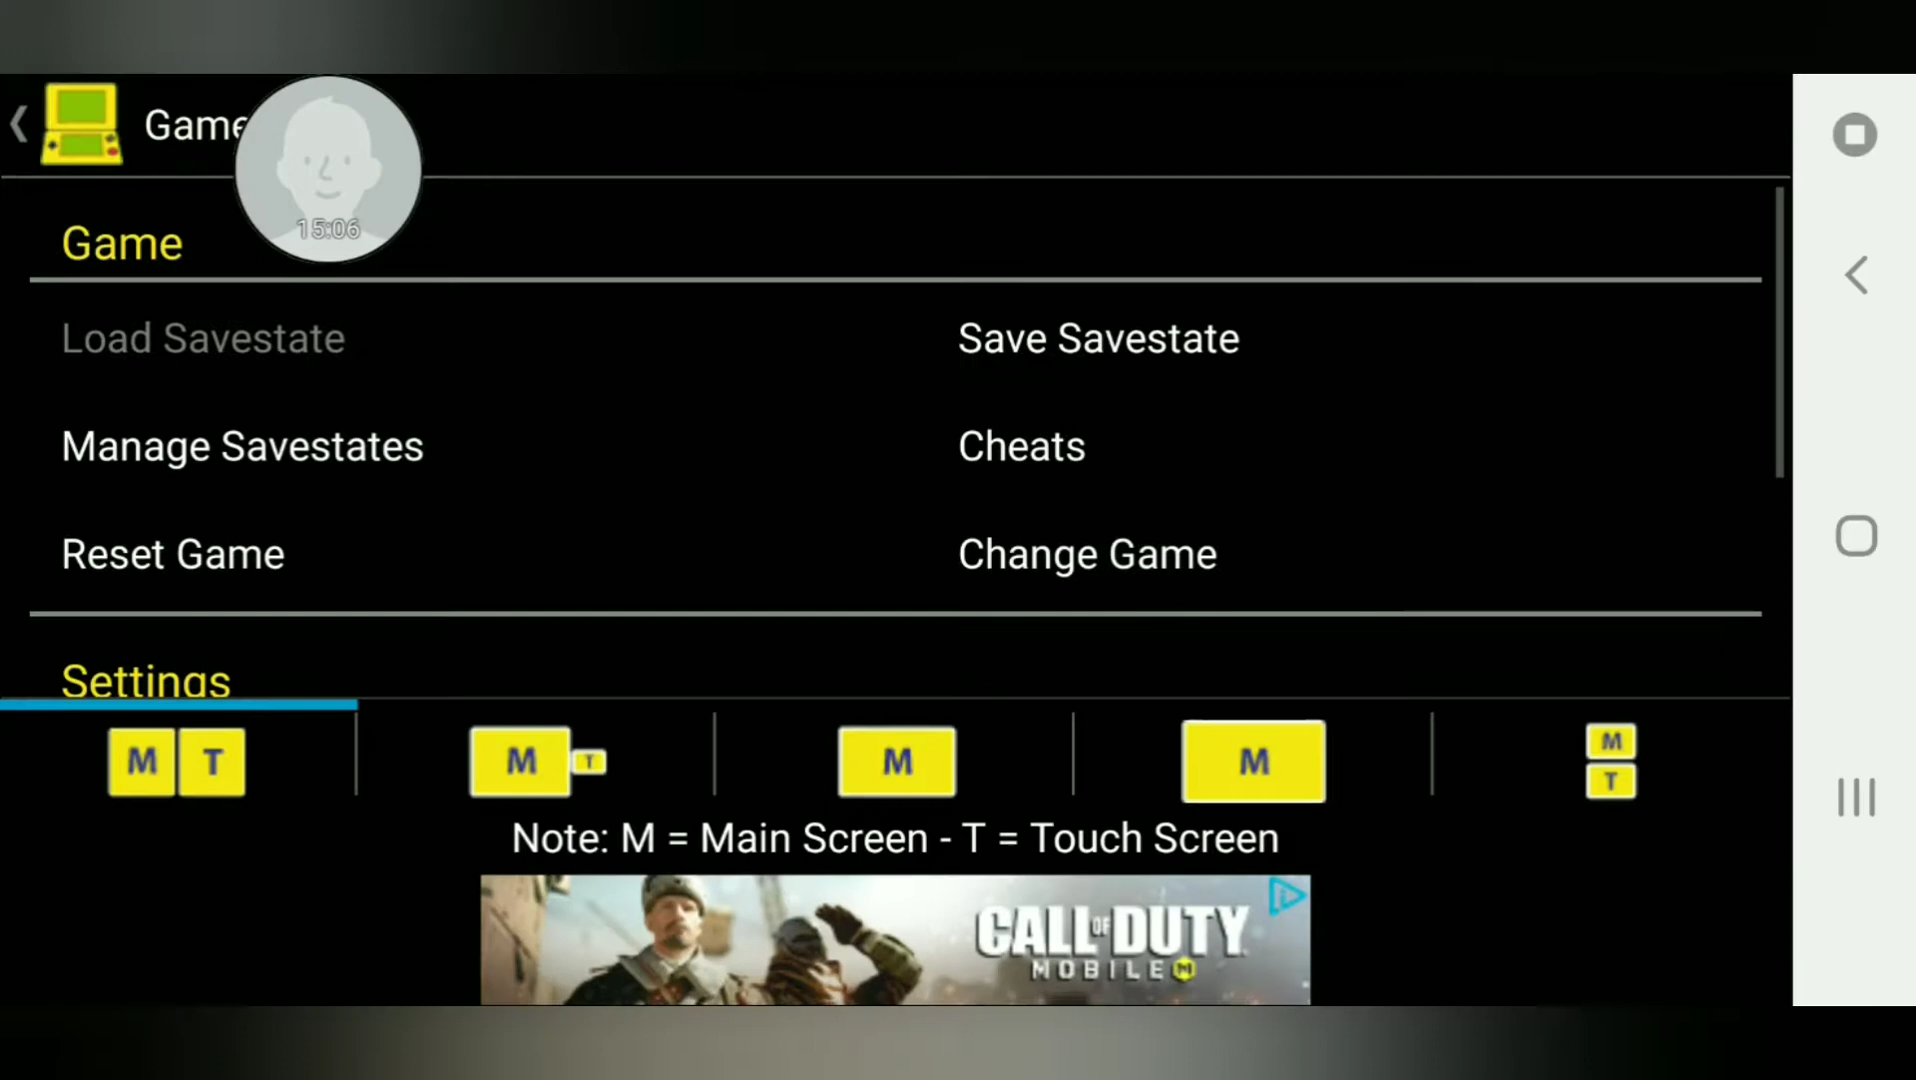 15:06
Game
Load Savestate
Save Savestate
Manage Savestates
Cheats
Reset Game
Change Game
Settings
M T
M T
M
M
M
T
Note: M = Main Screen - T = Touch Screen
CALL OF DUTY
MOBILE